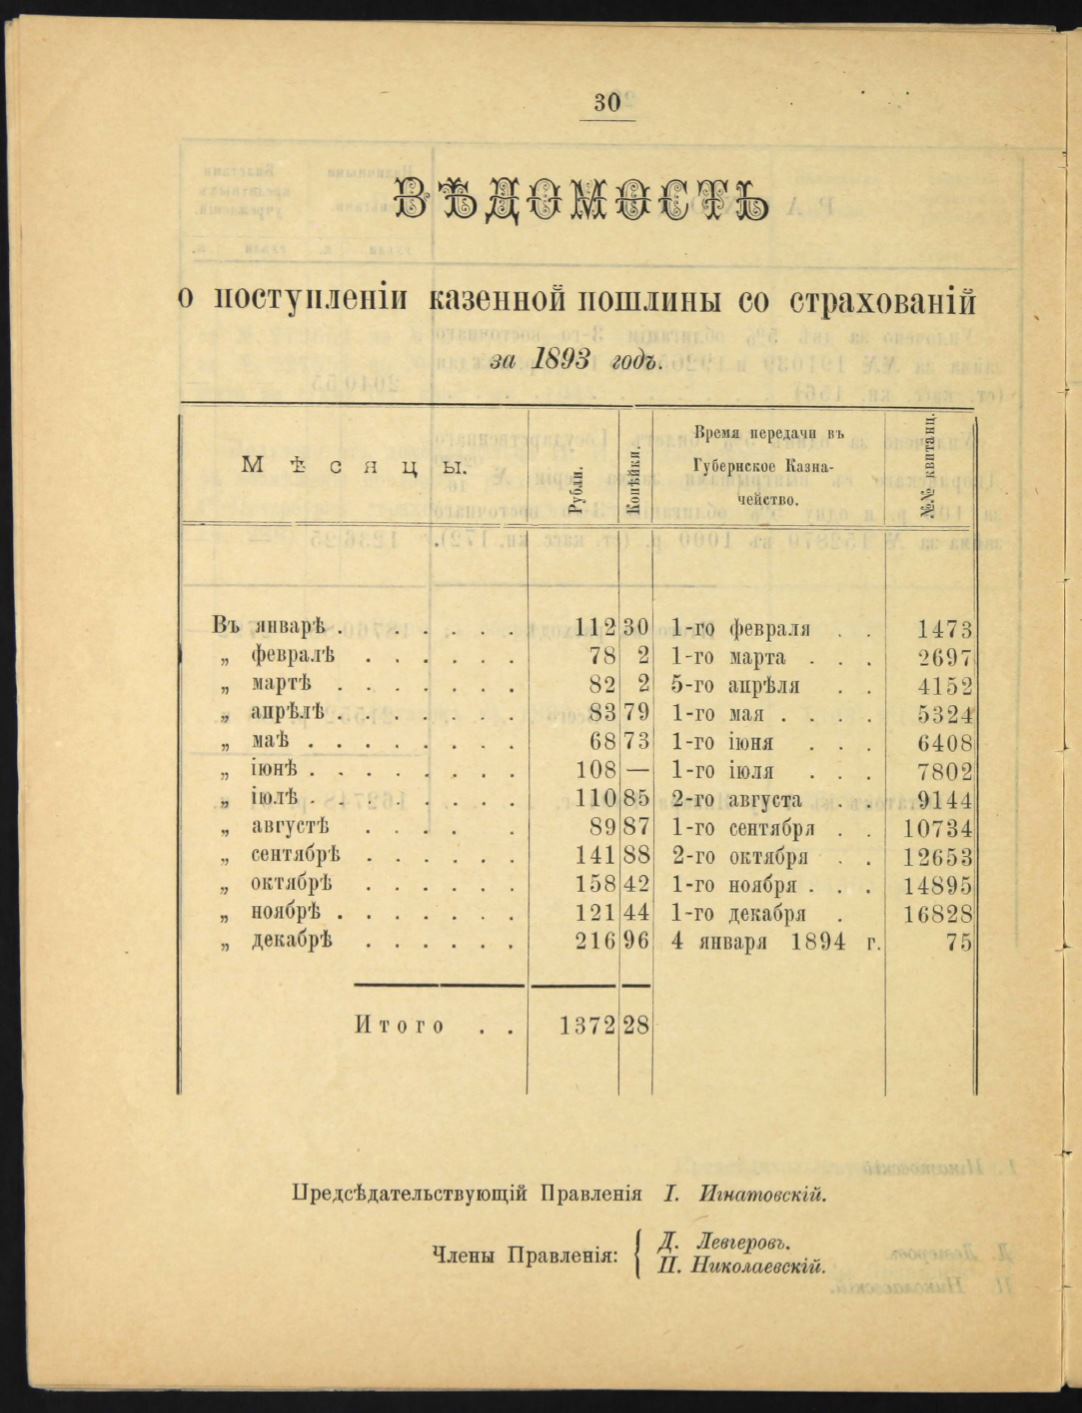 30
ВѢДОМОСТЬ
о поступленіи казенной пошлины со страхованій
за 1893 годъ.
Мѣсяцы. Рубли. Копѣйки. Время передачи въ Губернское Казна-чейство. №№ квитанц.
Въ январѣ . . . . . . 112 30 1-го февраля . . 1473
„ февралѣ . . . . . . 78 2 1-го марта . . . 2697
„ мартѣ . . . . . . . 82 2 5-го апрѣля . . 4152
„ апрѣлѣ . . . . . . . 83 79 1-го мая . . . . 5324
„ маѣ . . . . . . . . 68 73 1-го іюня . . . 6408
„ іюнѣ . . . . . . . . 108 — 1-го іюля . . . 7802
„ іюлѣ . . . . . . . . 110 85 2-го августа . . 9144
„ августѣ . . . . . 89 87 1-го сентября . . 10734
„ сентябрѣ . . . . . . 141 88 2-го октября . . 12653
„ октябрѣ . . . . . . 158 42 1-го ноября . . . 14895
„ ноябрѣ . . . . . . . 121 44 1-го декабря . 16828
„ декабрѣ . . . . . . 216 96 4 января 1894 г. 75
Итого . . 1372 28
Предсѣдательствующій Правленія І. Игнатовскій.
Члены Правленія: Д. Левгеровъ.
П. Николаевскій.